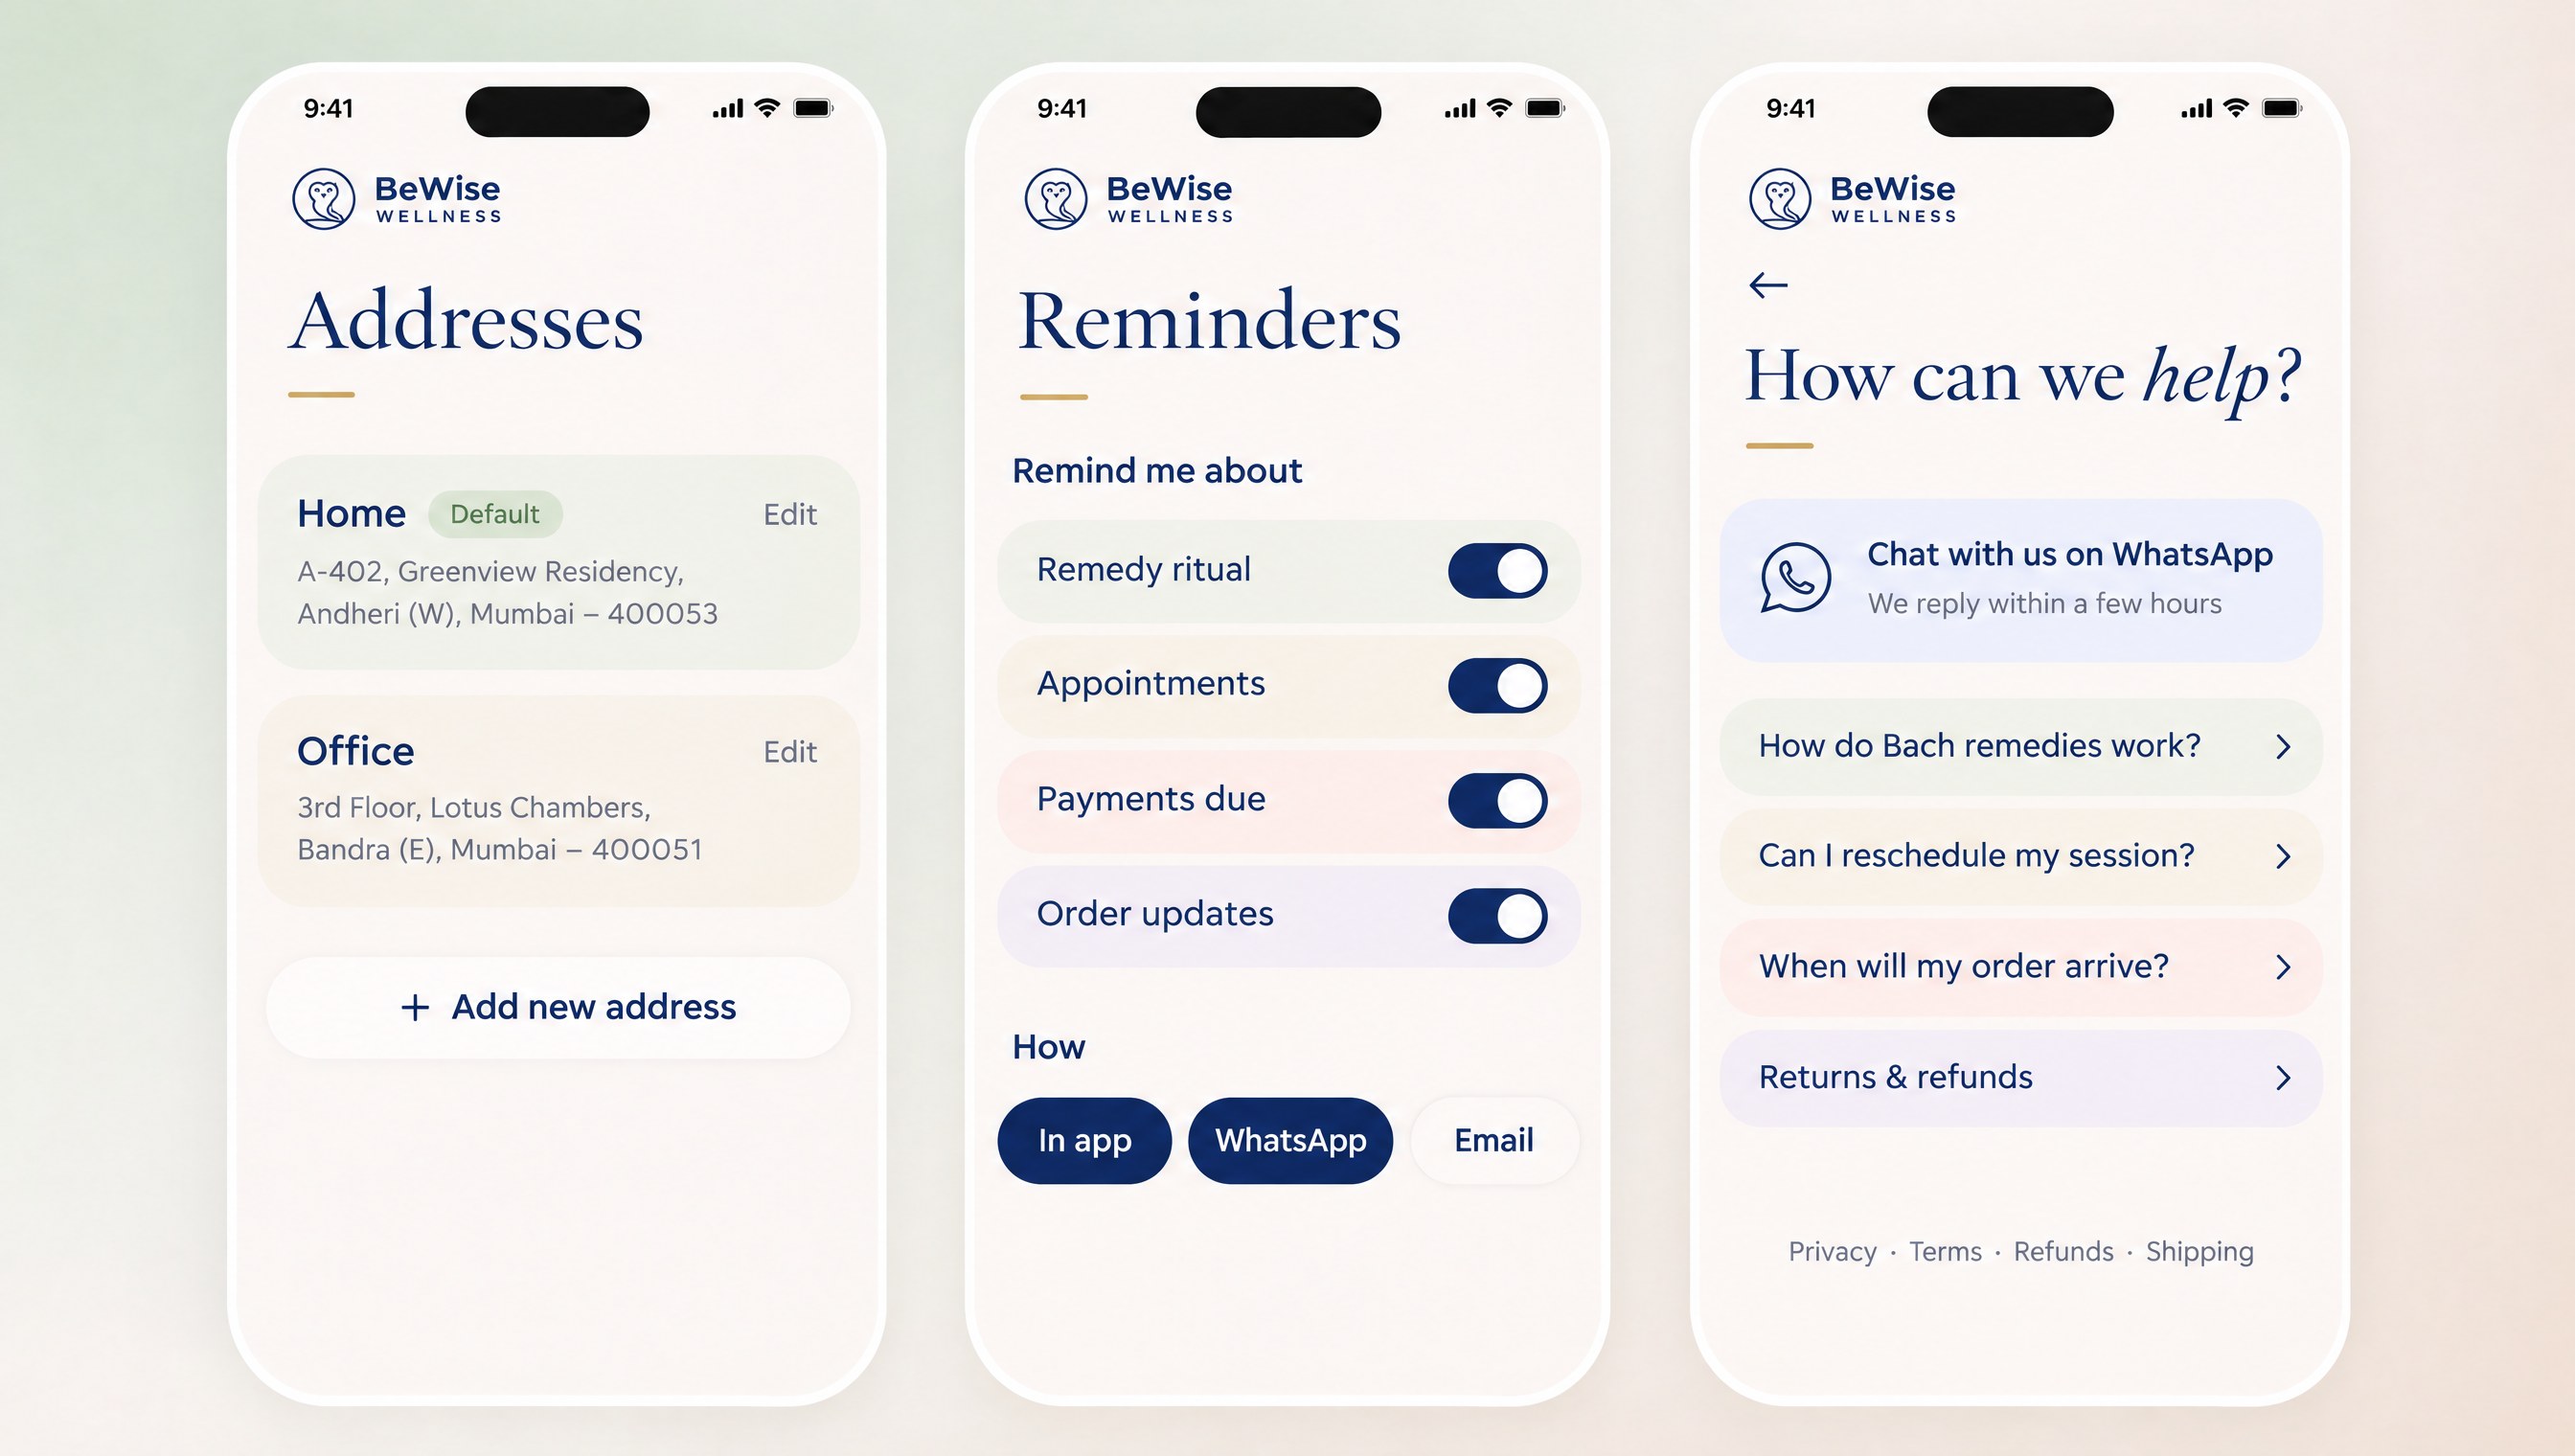 9:41
BeWise
WELLNESS
Addresses
Home Default Edit
A-402, Greenview Residency,
Andheri (W), Mumbai – 400053
Office Edit
3rd Floor, Lotus Chambers,
Bandra (E), Mumbai – 400051
+ Add new address
9:41
BeWise
WELLNESS
Reminders
Remind me about
Remedy ritual
Appointments
Payments due
Order updates
How
In app WhatsApp Email
9:41
BeWise
WELLNESS
How can we help?
Chat with us on WhatsApp
We reply within a few hours
How do Bach remedies work?
Can I reschedule my session?
When will my order arrive?
Returns & refunds
Privacy · Terms · Refunds · Shipping